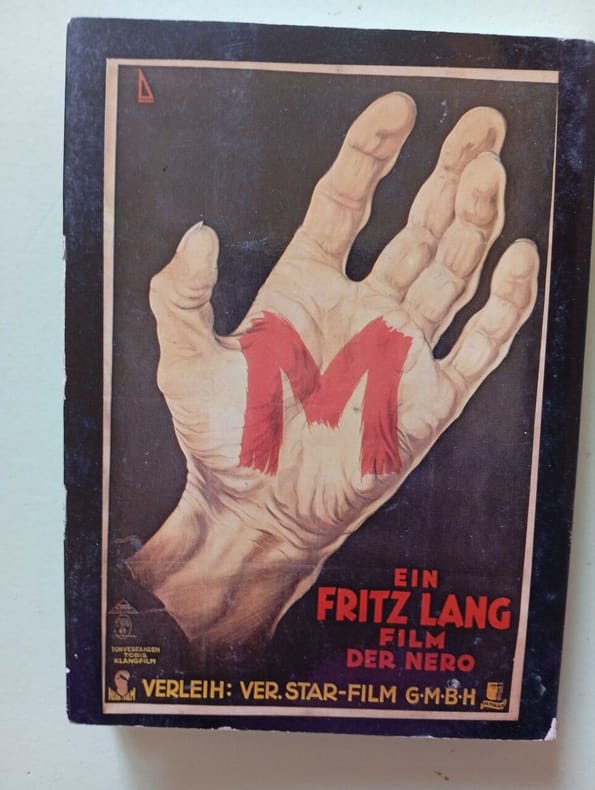 M
EIN
FRITZ LANG
FILM
DER NERO
TONVERFAHREN
TOBIS
KLANGFILM
VERLEIH: VER. STAR-FILM G·M·B·H